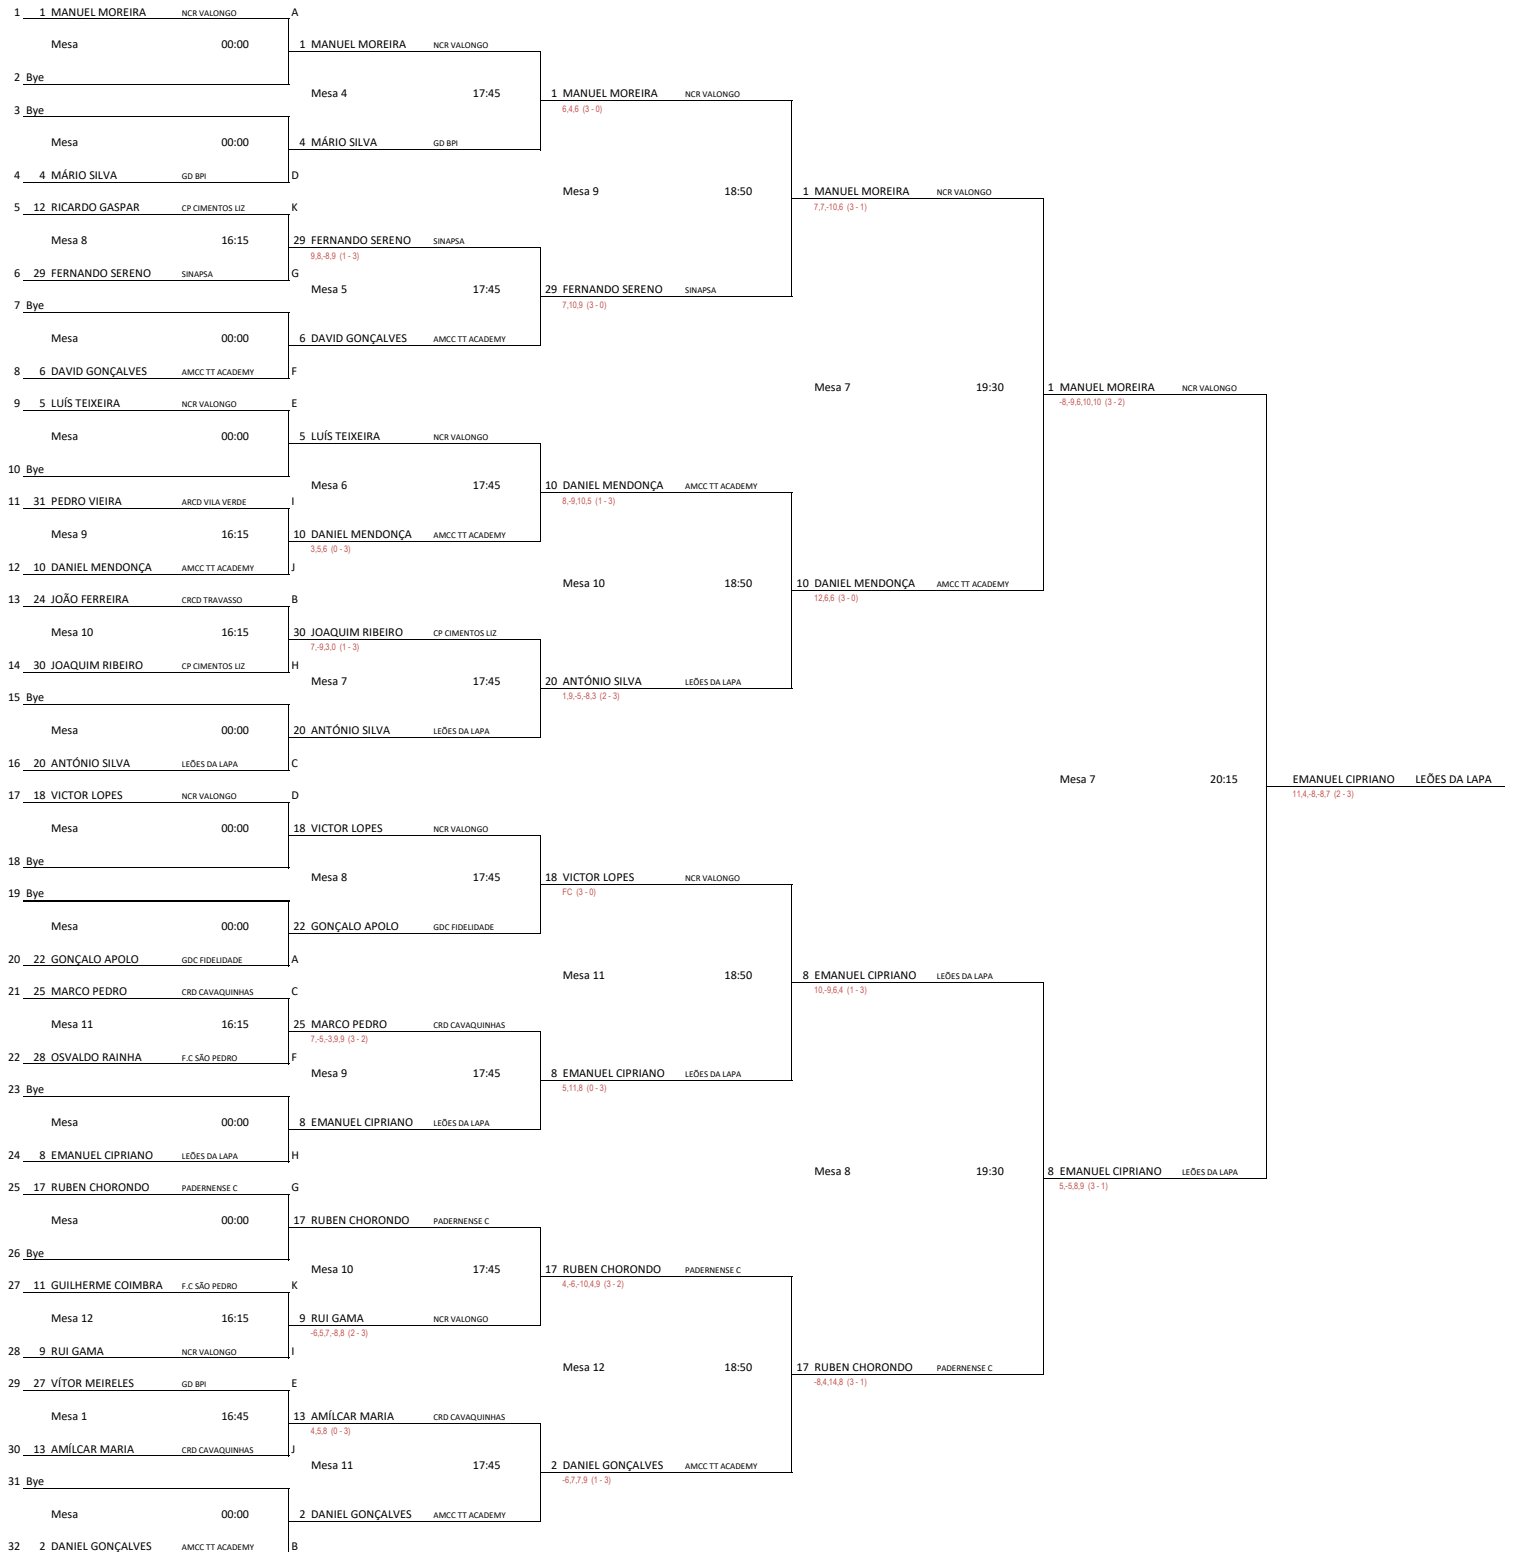 1 1 MANUEL MOREIRA NCR VALONGO A
Mesa 00:00 1 MANUEL MOREIRA NCR VALONGO
2 Bye
Mesa 4 17:45 1 MANUEL MOREIRA NCR VALONGO
3 Bye 6,4,6 (3 - 0)
Mesa 00:00 4 MÁRIO SILVA GD BPI
4 4 MÁRIO SILVA GD BPI D
Mesa 9 18:50 1 MANUEL MOREIRA NCR VALONGO
5 12 RICARDO GASPAR CP CIMENTOS LIZ K 7,7,-10,6 (3 - 1)
Mesa 8 16:15 29 FERNANDO SERENO SINAPSA
9,8,-8,9 (1 - 3)
6 29 FERNANDO SERENO SINAPSA G
Mesa 5 17:45 29 FERNANDO SERENO SINAPSA
7 Bye 7,10,9 (3 - 0)
Mesa 00:00 6 DAVID GONÇALVES AMCC TT ACADEMY
8 6 DAVID GONÇALVES AMCC TT ACADEMY F
Mesa 7 19:30 1 MANUEL MOREIRA NCR VALONGO
9 5 LUÍS TEIXEIRA NCR VALONGO E -8,-9,6,10,10 (3 - 2)
Mesa 00:00 5 LUÍS TEIXEIRA NCR VALONGO
10 Bye
Mesa 6 17:45 10 DANIEL MENDONÇA AMCC TT ACADEMY
11 31 PEDRO VIEIRA ARCD VILA VERDE I 8,-9,10,5 (1 - 3)
Mesa 9 16:15 10 DANIEL MENDONÇA AMCC TT ACADEMY
3,5,6 (0 - 3)
12 10 DANIEL MENDONÇA AMCC TT ACADEMY J
Mesa 10 18:50 10 DANIEL MENDONÇA AMCC TT ACADEMY
13 24 JOÃO FERREIRA CRCD TRAVASSO B 12,6,6 (3 - 0)
Mesa 10 16:15 30 JOAQUIM RIBEIRO CP CIMENTOS LIZ
7,-9,3,0 (1 - 3)
14 30 JOAQUIM RIBEIRO CP CIMENTOS LIZ H
Mesa 7 17:45 20 ANTÓNIO SILVA LEÕES DA LAPA
15 Bye 1,9,-5,-8,3 (2 - 3)
Mesa 00:00 20 ANTÓNIO SILVA LEÕES DA LAPA
16 20 ANTÓNIO SILVA LEÕES DA LAPA C
Mesa 7 20:15 EMANUEL CIPRIANO LEÕES DA LAPA
17 18 VICTOR LOPES NCR VALONGO D 11,4,-8,-8,7 (2 - 3)
Mesa 00:00 18 VICTOR LOPES NCR VALONGO
18 Bye
Mesa 8 17:45 18 VICTOR LOPES NCR VALONGO
19 Bye FC (3 - 0)
Mesa 00:00 22 GONÇALO APOLO GDC FIDELIDADE
20 22 GONÇALO APOLO GDC FIDELIDADE A
Mesa 11 18:50 8 EMANUEL CIPRIANO LEÕES DA LAPA
21 25 MARCO PEDRO CRD CAVAQUINHAS C 10,-9,6,4 (1 - 3)
Mesa 11 16:15 25 MARCO PEDRO CRD CAVAQUINHAS
7,-5,-3,9,9 (3 - 2)
22 28 OSVALDO RAINHA F.C SÃO PEDRO F
Mesa 9 17:45 8 EMANUEL CIPRIANO LEÕES DA LAPA
23 Bye 5,11,8 (0 - 3)
Mesa 00:00 8 EMANUEL CIPRIANO LEÕES DA LAPA
24 8 EMANUEL CIPRIANO LEÕES DA LAPA H
Mesa 8 19:30 8 EMANUEL CIPRIANO LEÕES DA LAPA
25 17 RUBEN CHORONDO PADERNENSE C G 5,-5,8,9 (3 - 1)
Mesa 00:00 17 RUBEN CHORONDO PADERNENSE C
26 Bye
Mesa 10 17:45 17 RUBEN CHORONDO PADERNENSE C
27 11 GUILHERME COIMBRA F.C SÃO PEDRO K 4,-6,-10,4,9 (3 - 2)
Mesa 12 16:15 9 RUI GAMA NCR VALONGO
-6,5,7,-8,8 (2 - 3)
28 9 RUI GAMA NCR VALONGO I
Mesa 12 18:50 17 RUBEN CHORONDO PADERNENSE C
29 27 VÍTOR MEIRELES GD BPI E -8,4,14,8 (3 - 1)
Mesa 1 16:45 13 AMÍLCAR MARIA CRD CAVAQUINHAS
4,5,8 (0 - 3)
30 13 AMÍLCAR MARIA CRD CAVAQUINHAS J
Mesa 11 17:45 2 DANIEL GONÇALVES AMCC TT ACADEMY
31 Bye -6,7,7,9 (1 - 3)
Mesa 00:00 2 DANIEL GONÇALVES AMCC TT ACADEMY
32 2 DANIEL GONÇALVES AMCC TT ACADEMY B